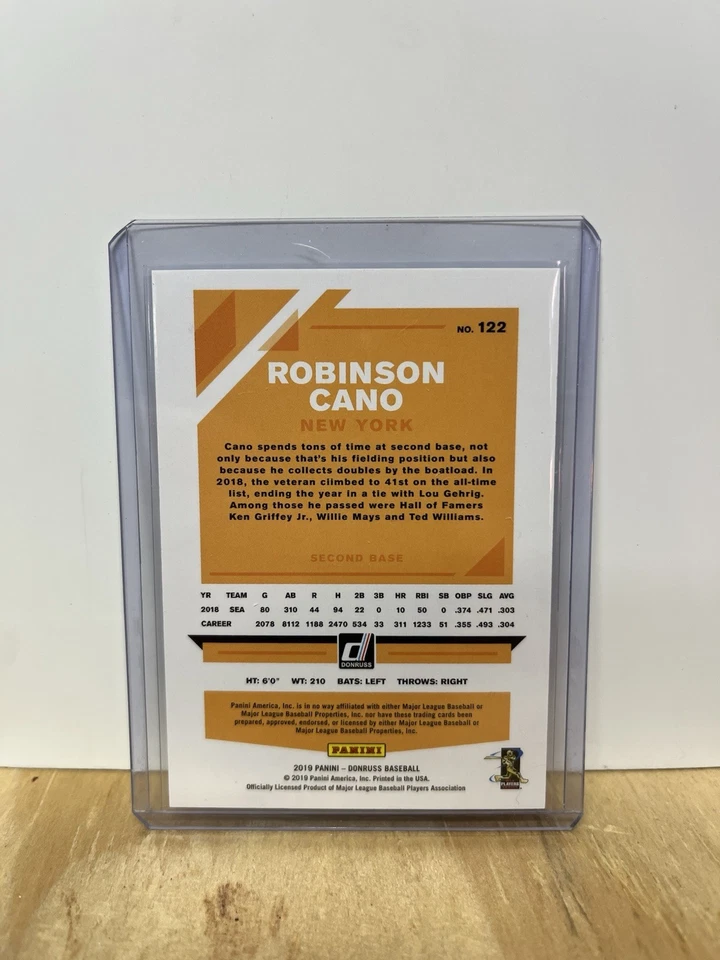 NO. 122
ROBINSON
CANO
NEW YORK
Cano spends tons of time at second base, not
only because that's his fielding position but also
because he collects doubles by the boatload. In
2018, the veteran climbed to 41st on the all-time
list, ending the year in a tie with Lou Gehrig.
Among those he passed were Hall of Famers
Ken Griffey Jr., Willie Mays and Ted Williams.
SECOND BASE
YR TEAM G AB R H 2B 3B HR RBI SB OBP SLG AVG
2018 SEA 80 310 44 94 22 0 10 50 0 .374 .471 .303
CAREER 2078 8112 1188 2470 534 33 311 1233 51 .355 .493 .304
d
DONRUSS
HT: 6'0" WT: 210 BATS: LEFT THROWS: RIGHT
Panini America, Inc. is in no way affiliated with either Major League Baseball or
Major League Baseball Properties, Inc. nor have these trading cards been
prepared, approved, endorsed, or licensed by either Major League Baseball or
Major League Baseball Properties, Inc.
PANINI
2019 PANINI – DONRUSS BASEBALL
© 2019 Panini America, Inc. Printed in the USA.
Officially Licensed Product of Major League Baseball Players Association
PLAYERS